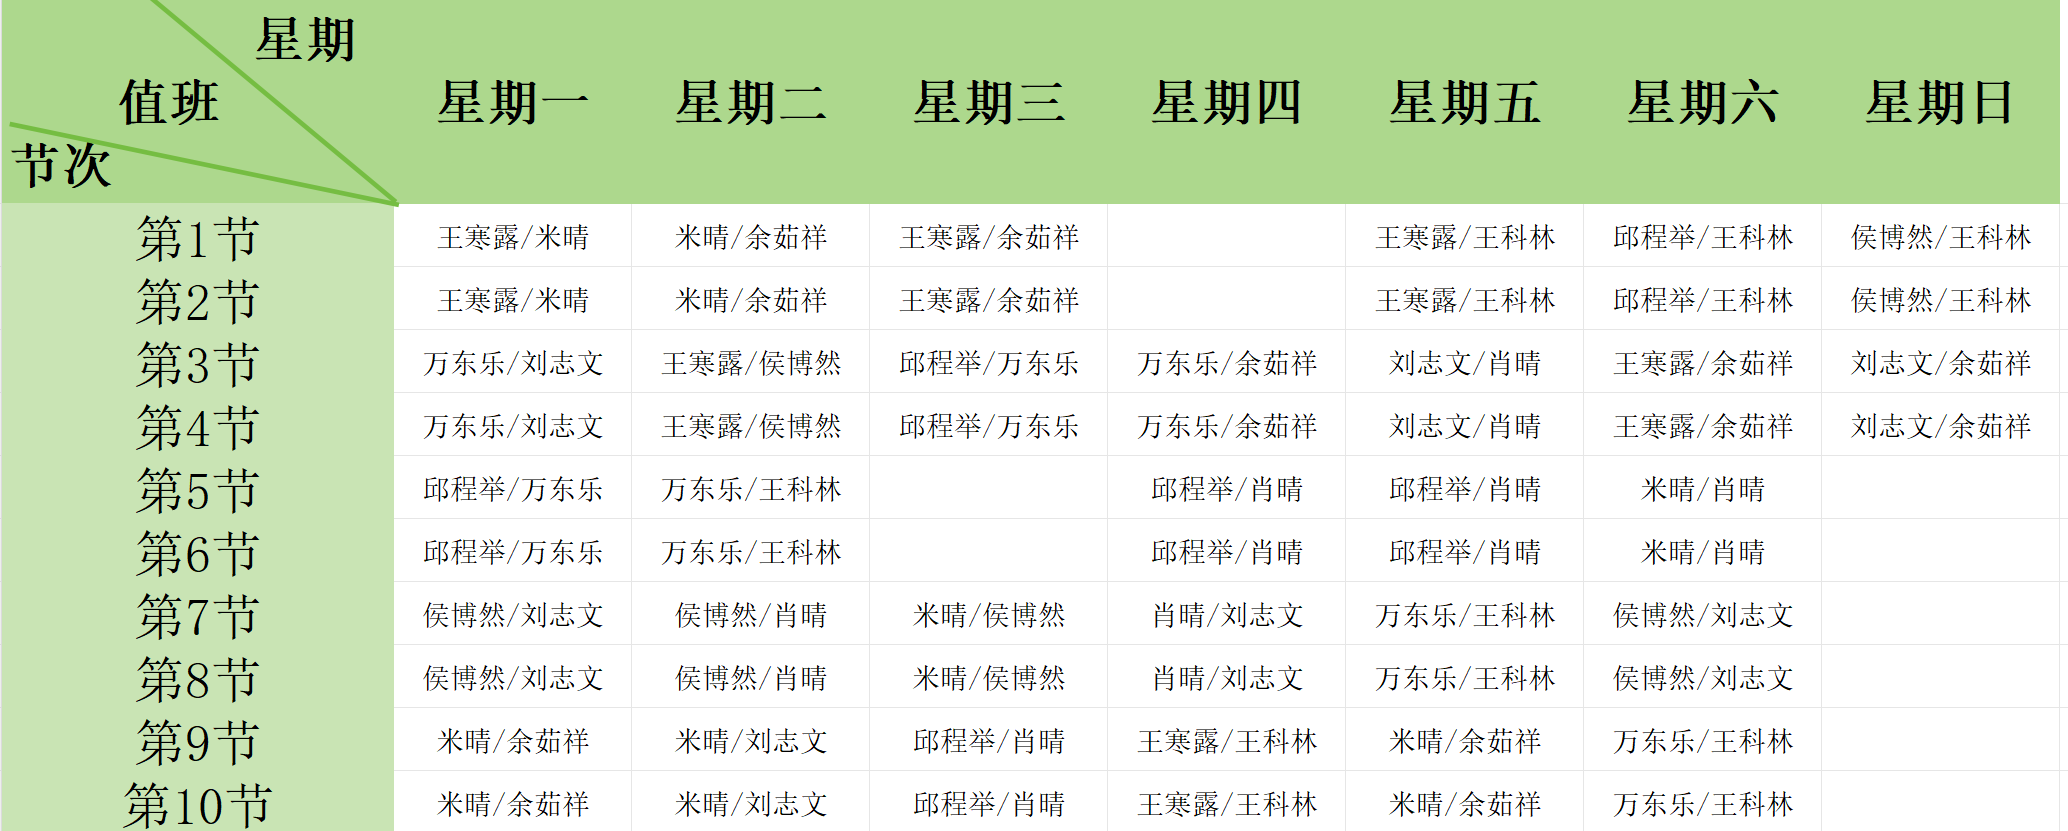 星期
值班
节次
星期一 星期二 星期三 星期四 星期五 星期六 星期日
第1节 王寒露/米晴 米晴/余茹祥 王寒露/余茹祥 王寒露/王科林 邱程举/王科林 侯博然/王科林
第2节 王寒露/米晴 米晴/余茹祥 王寒露/余茹祥 王寒露/王科林 邱程举/王科林 侯博然/王科林
第3节 万东乐/刘志文 王寒露/侯博然 邱程举/万东乐 万东乐/余茹祥 刘志文/肖晴 王寒露/余茹祥 刘志文/余茹祥
第4节 万东乐/刘志文 王寒露/侯博然 邱程举/万东乐 万东乐/余茹祥 刘志文/肖晴 王寒露/余茹祥 刘志文/余茹祥
第5节 邱程举/万东乐 万东乐/王科林 邱程举/肖晴 邱程举/肖晴 米晴/肖晴
第6节 邱程举/万东乐 万东乐/王科林 邱程举/肖晴 邱程举/肖晴 米晴/肖晴
第7节 侯博然/刘志文 侯博然/肖晴 米晴/侯博然 肖晴/刘志文 万东乐/王科林 侯博然/刘志文
第8节 侯博然/刘志文 侯博然/肖晴 米晴/侯博然 肖晴/刘志文 万东乐/王科林 侯博然/刘志文
第9节 米晴/余茹祥 米晴/刘志文 邱程举/肖晴 王寒露/王科林 米晴/余茹祥 万东乐/王科林
第10节 米晴/余茹祥 米晴/刘志文 邱程举/肖晴 王寒露/王科林 米晴/余茹祥 万东乐/王科林